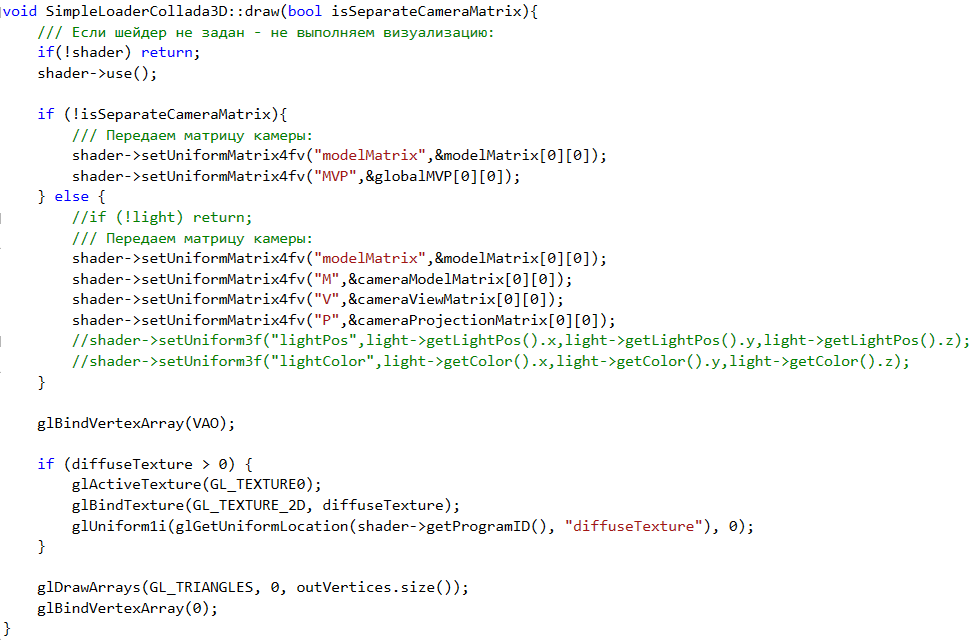 void SimpleLoaderCollada3D::draw(bool isSeparateCameraMatrix){
    /// Если шейдер не задан - не выполняем визуализацию:
    if(!shader) return;
    shader->use();

    if (!isSeparateCameraMatrix){
        /// Передаем матрицу камеры:
        shader->setUniformMatrix4fv("modelMatrix",&modelMatrix[0][0]);
        shader->setUniformMatrix4fv("MVP",&globalMVP[0][0]);
    } else {
        //if (!light) return;
        /// Передаем матрицу камеры:
        shader->setUniformMatrix4fv("modelMatrix",&modelMatrix[0][0]);
        shader->setUniformMatrix4fv("M",&cameraModelMatrix[0][0]);
        shader->setUniformMatrix4fv("V",&cameraViewMatrix[0][0]);
        shader->setUniformMatrix4fv("P",&cameraProjectionMatrix[0][0]);
        //shader->setUniform3f("lightPos",light->getLightPos().x,light->getLightPos().y,light->getLightPos().z);
        //shader->setUniform3f("lightColor",light->getColor().x,light->getColor().y,light->getColor().z);
    }

    glBindVertexArray(VAO);

    if (diffuseTexture > 0) {
        glActiveTexture(GL_TEXTURE0);
        glBindTexture(GL_TEXTURE_2D, diffuseTexture);
        glUniform1i(glGetUniformLocation(shader->getProgramID(), "diffuseTexture"), 0);
    }

    glDrawArrays(GL_TRIANGLES, 0, outVertices.size());
    glBindVertexArray(0);
}